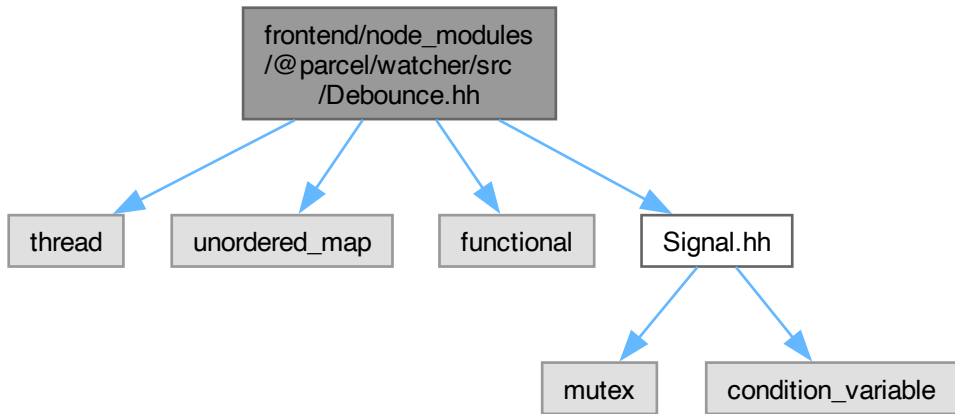 frontend/node_modules
/@parcel/watcher/src
/Debounce.hh
thread
unordered_map
functional
Signal.hh
mutex
condition_variable